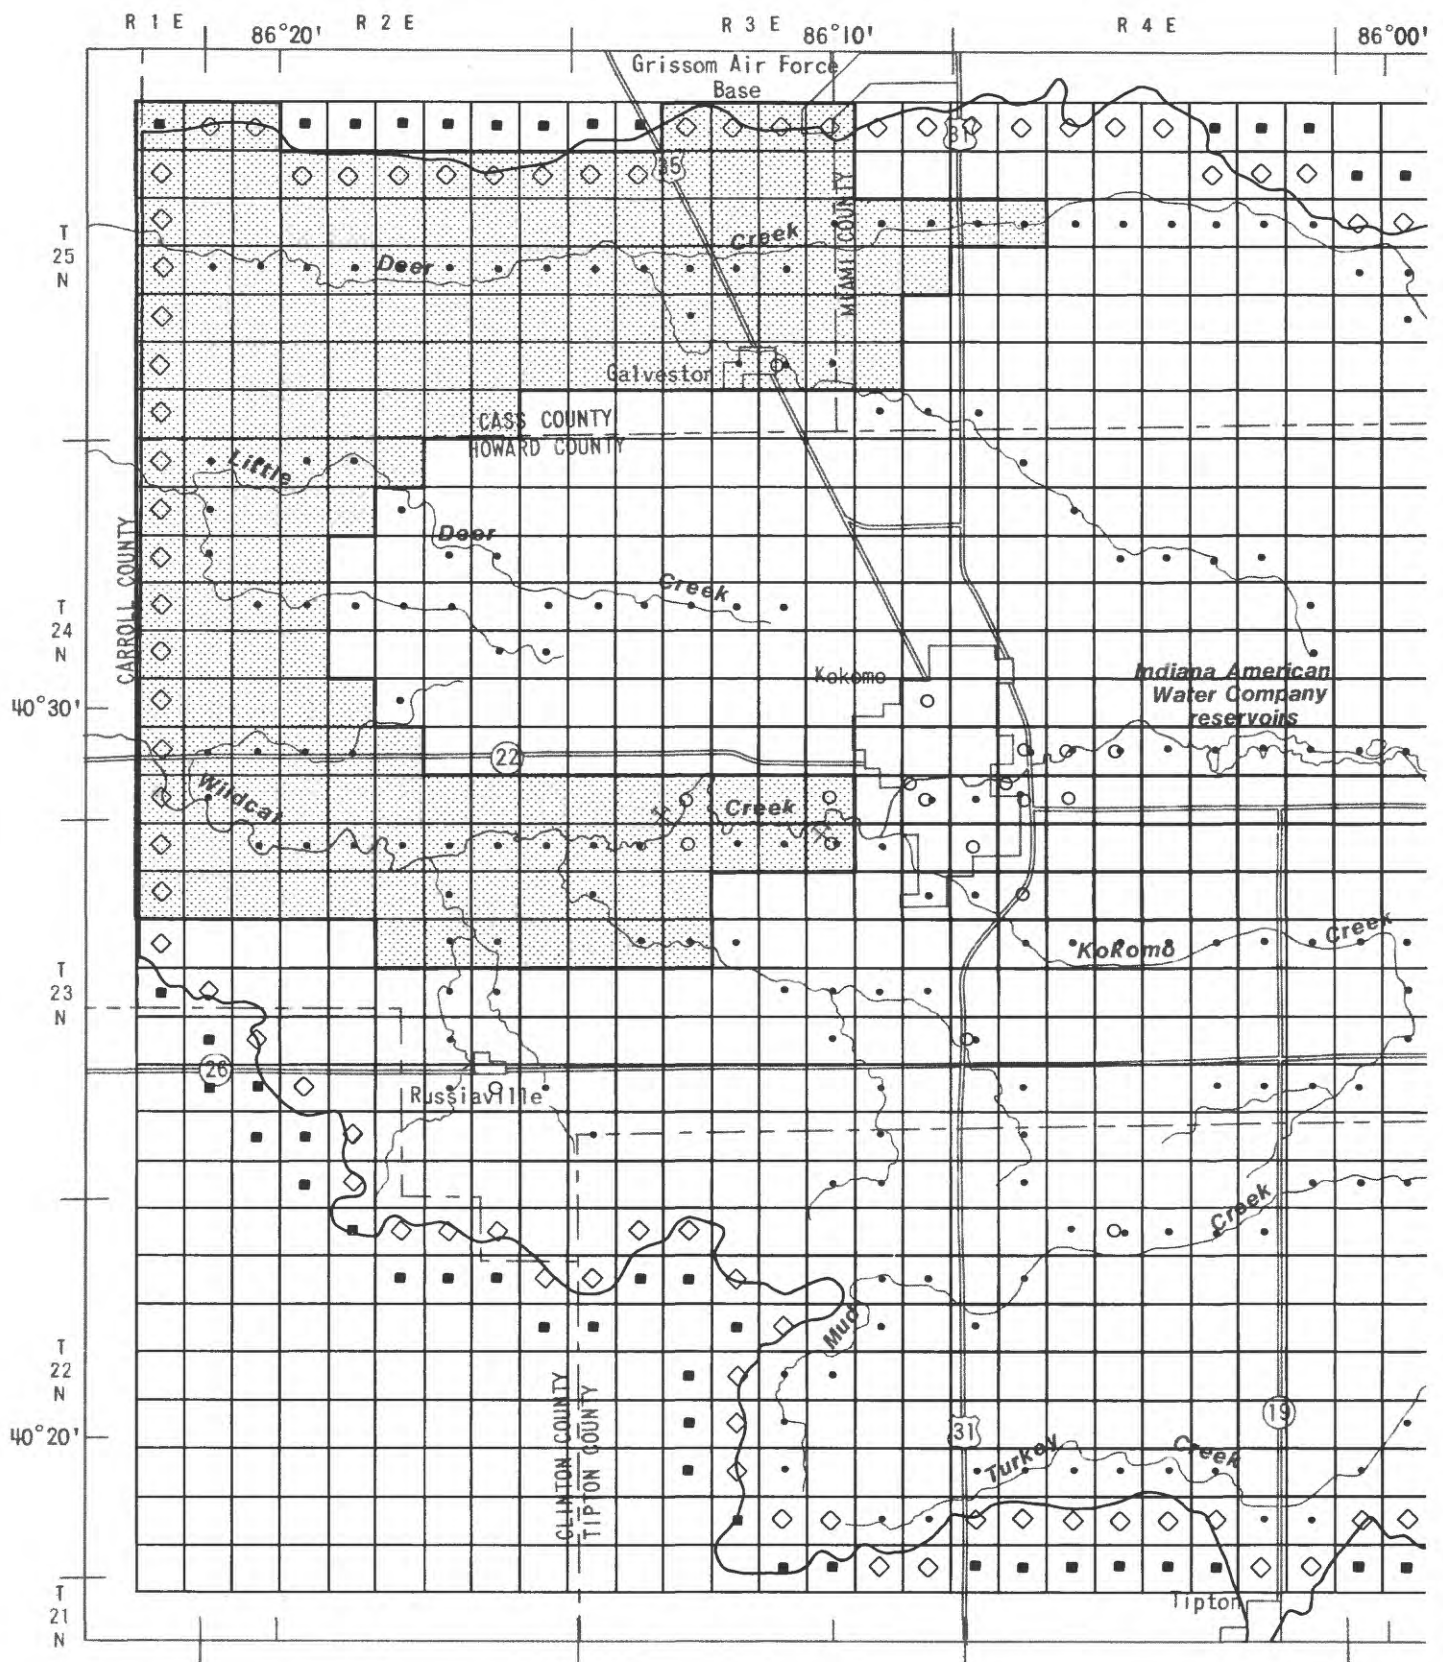 R 1 E
R 2 E
R 3 E
R 4 E
86°20'
86°10'
86°00'
Grissom Air Force
Base
31
35
MIAMI COUNTY
T
25
N
Deer
Creek
Galvestor
CASS COUNTY
HOWARD COUNTY
Little
Deer
Creek
CARROLL COUNTY
T
24
N
Kokomo
Indiana American
Water Company
reservoirs
40°30'
22
Wildcat
Creek
Kokomo
Creek
T
23
N
26
Russiaville
Creek
Mud
T
22
N
CLINTON COUNTY
TIPTON COUNTY
40°20'
31
19
Turkey
Creek
T
21
N
Tipton